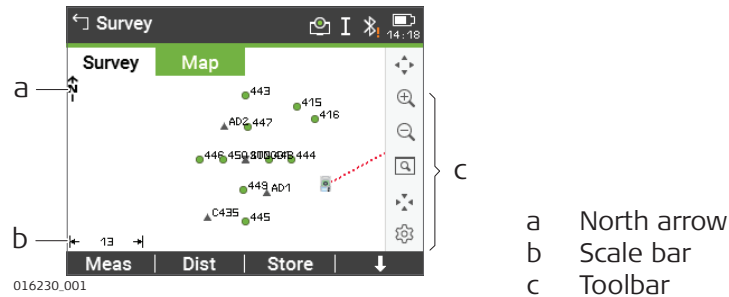 Survey
14:18
Survey Map
a
N
443
415
416
AD2 447
446 450 444
449 AD1
C435 445
c
b
13
Meas | Dist | Store
016230_001
a North arrow
b Scale bar
c Toolbar